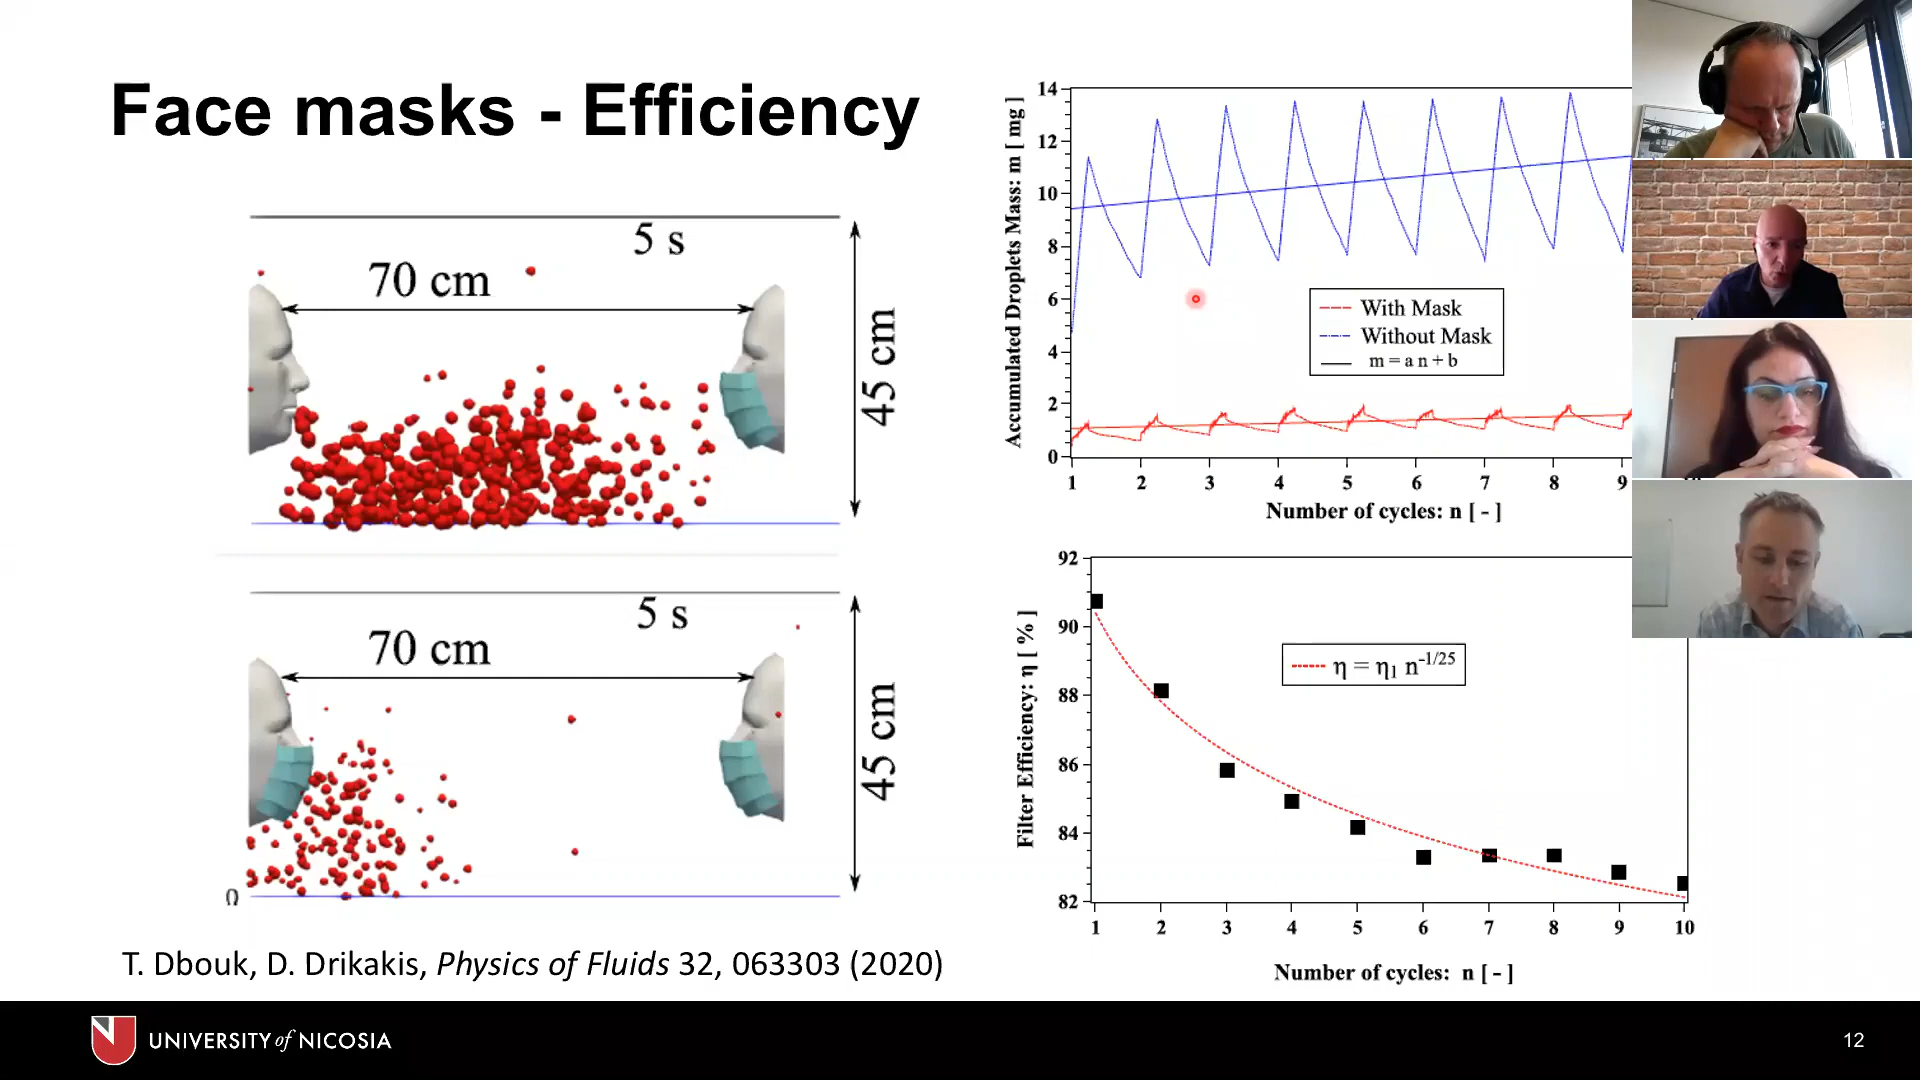 Face masks - Efficiency
5 s
70 cm
45 cm
5 s
70 cm
45 cm
0
T. Dbouk, D. Drikakis, Physics of Fluids 32, 063303 (2020)
Accumulated Droplets Mass: m [ mg ]
14
12
10
8
6
4
2
0
With Mask
Without Mask
m = a n + b
1 2 3 4 5 6 7 8 9
Number of cycles: n [ - ]
Filter Efficiency: η [ % ]
92
90
88
86
84
82
η = η₁ n⁻¹/²⁵
1 2 3 4 5 6 7 8 9 10
Number of cycles: n [ - ]
UNIVERSITY of NICOSIA
12